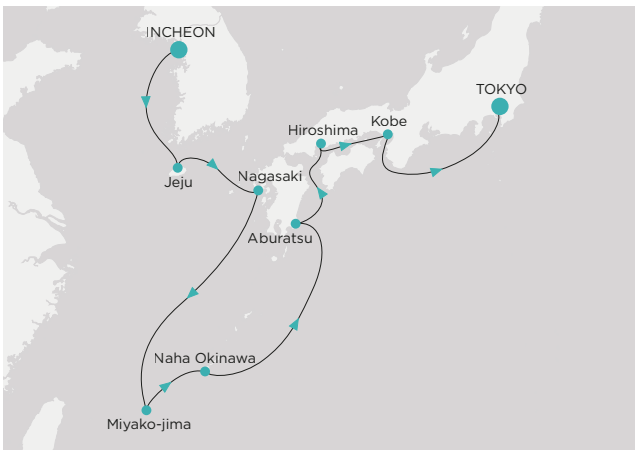 INCHEON
TOKYO
Kobe
Hiroshima
Nagasaki
Jeju
Aburatsu
Naha Okinawa
Miyako-jima